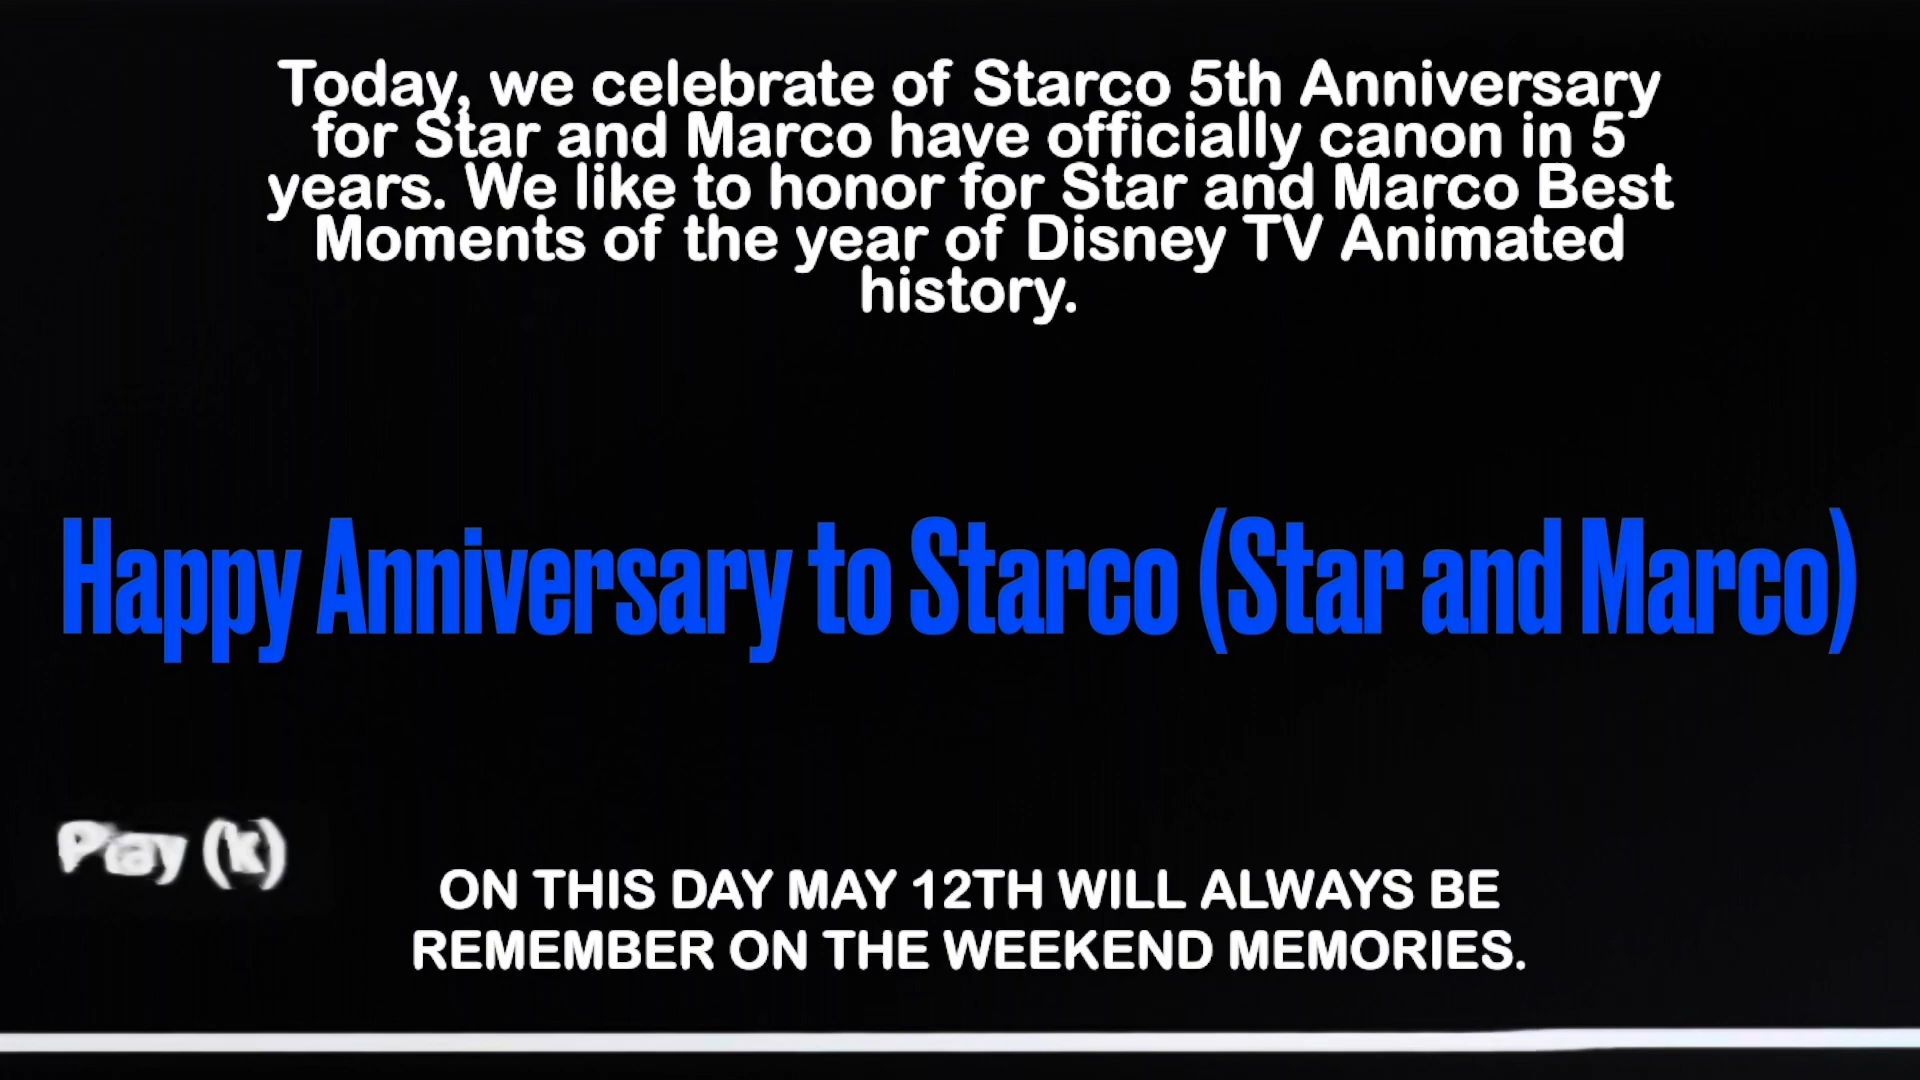 Today, we celebrate of Starco 5th Anniversary
for Star and Marco have officially canon in 5
years. We like to honor for Star and Marco Best
Moments of the year of Disney TV Animated
history.
Happy Anniversary to Starco (Star and Marco)
Play (k)
ON THIS DAY MAY 12TH WILL ALWAYS BE
REMEMBER ON THE WEEKEND MEMORIES.